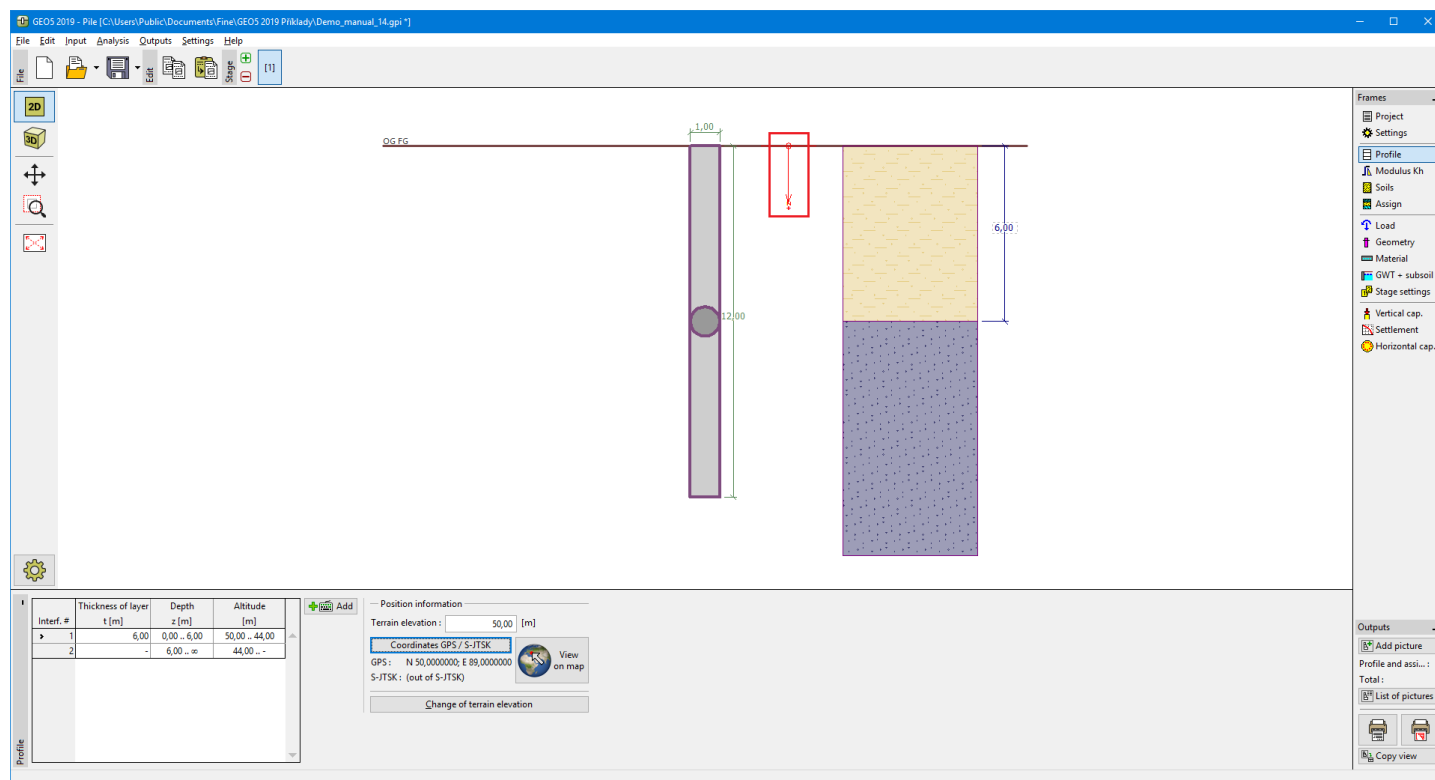 GEO5 2019 - Pile [C:\Users\Public\Documents\Fine\GEO5 2019 Příklady\Demo_manual_14.gpi *]
File Edit Input Analysis Outputs Settings Help
File
Edit
Stage
[1]
2D
3D
OG FG
1,00
12,00
6,00
Frames
Project
Settings
Profile
Modulus Kh
Soils
Assign
Load
Geometry
Material
GWT + subsoil
Stage settings
Vertical cap.
Settlement
Horizontal cap.
Profile
Interf. # Thickness of layer Depth Altitude
t [m] z [m] [m]
1 6,00 0,00 .. 6,00 50,00 .. 44,00
2 - 6,00 .. ∞ 44,00 .. -
Add
Position information
Terrain elevation : 50,00 [m]
Coordinates GPS / S-JTSK
GPS : N 50,0000000; E 89,0000000
S-JTSK : (out of S-JTSK)
View
on map
Change of terrain elevation
Outputs
Add picture
Profile and assi... :
Total :
List of pictures
Copy view